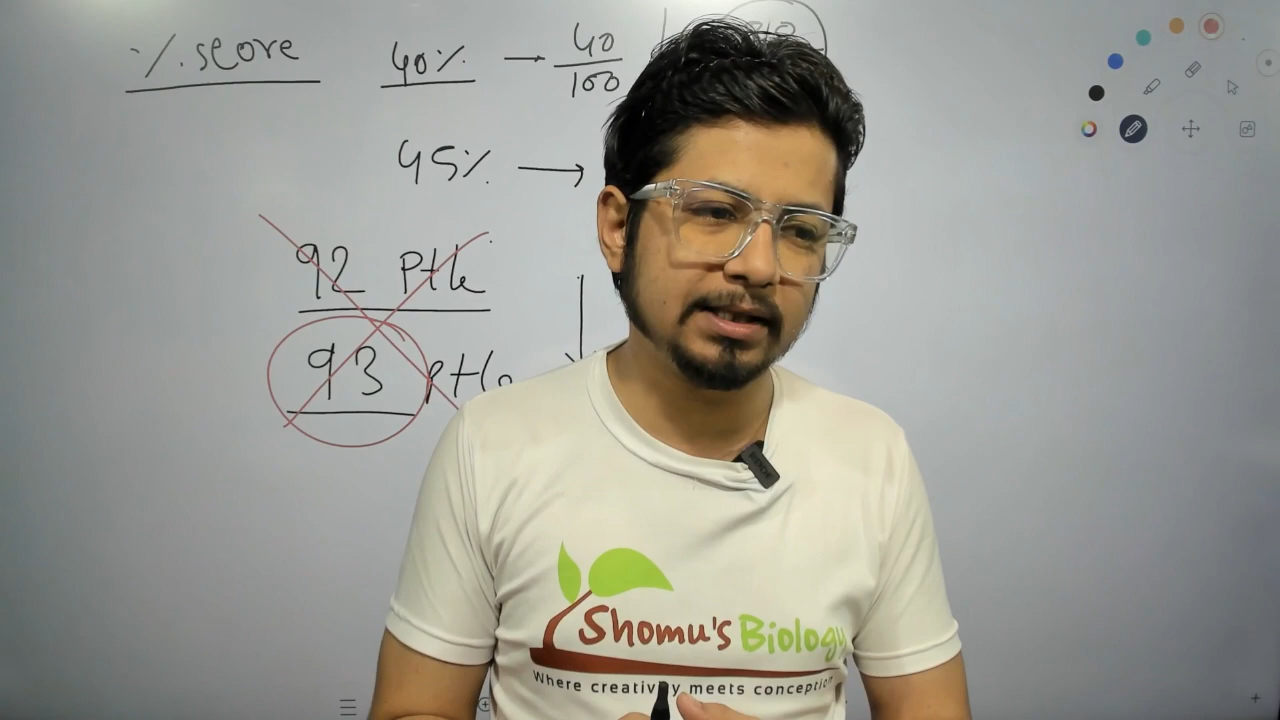 % score 40% → 40/100
45% →
92 ptle
93 ptle
Shomu's Biology
Where creativity meets conception